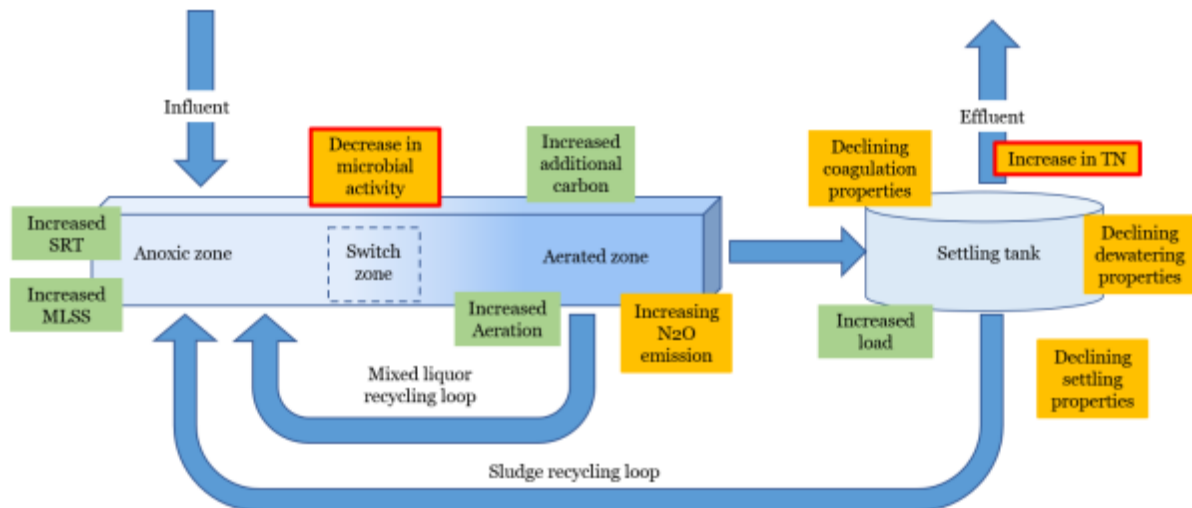 Influent
Effluent
Decrease in
microbial
activity
Increased
additional
carbon
Declining
coagulation
properties
Increase in TN
Increased
SRT
Anoxic zone
Switch
zone
Aerated zone
Settling tank
Declining
dewatering
properties
Increased
MLSS
Increased
Aeration
Increasing
N2O
emission
Increased
load
Mixed liquor
recycling loop
Declining
settling
properties
Sludge recycling loop